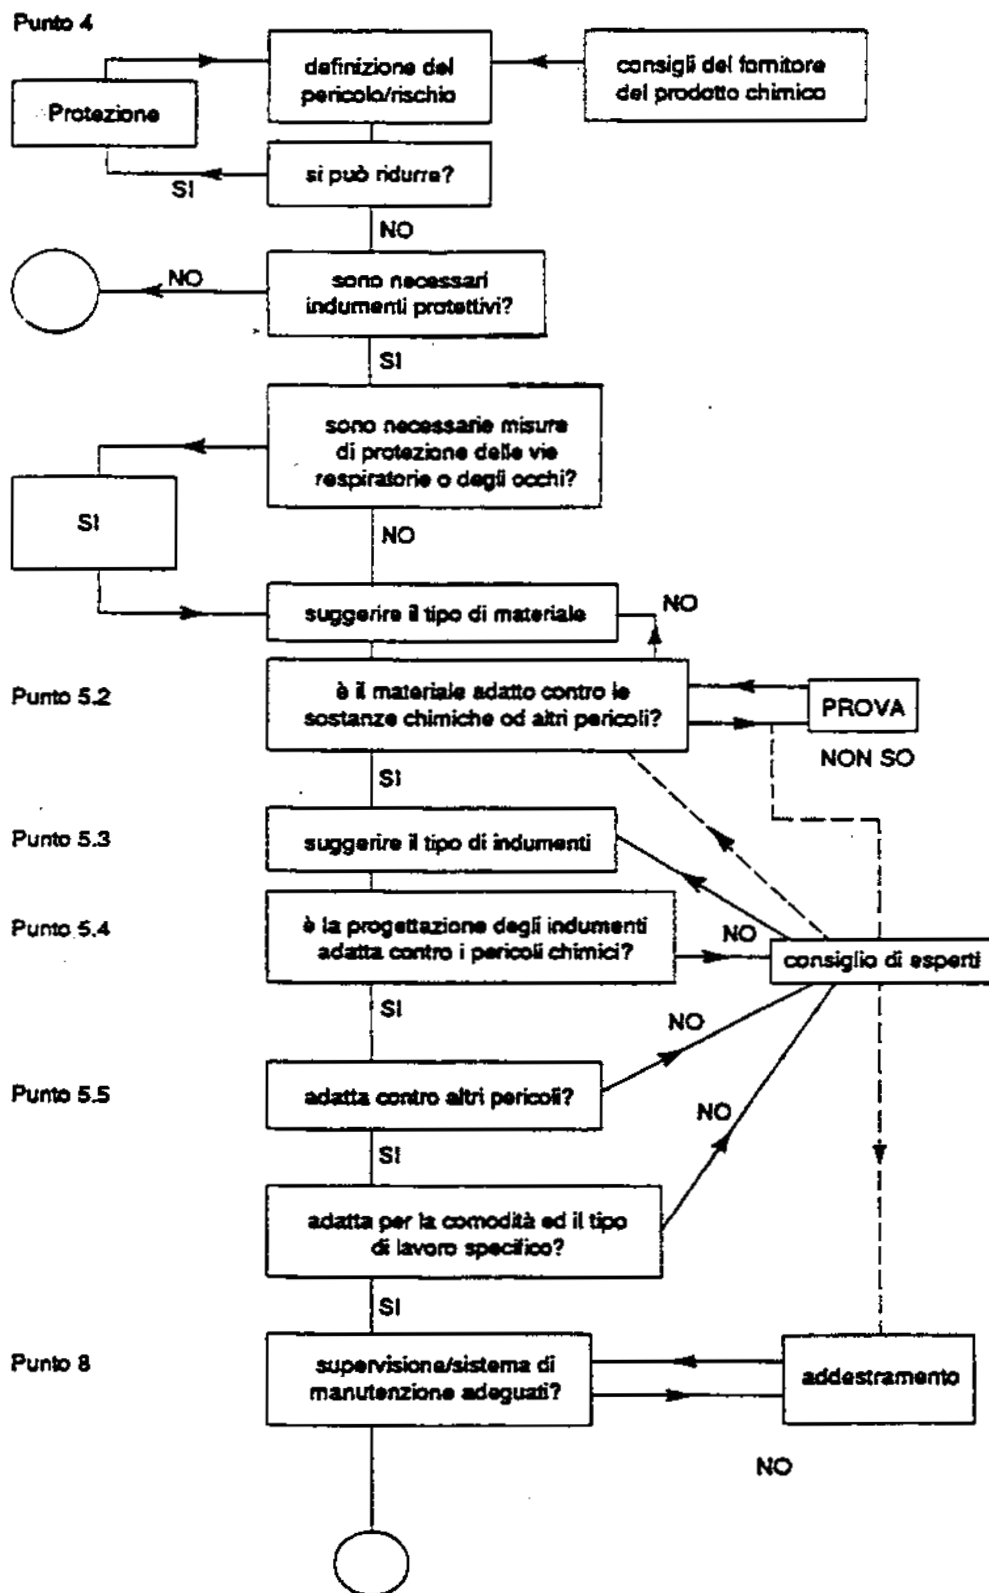 Punto 4
definizione del
pericolo/rischio
consigli del fornitore
del prodotto chimico
Protezione
si può ridurre?
SI
NO
NO
sono necessari
indumenti protettivi?
SI
sono necessarie misure
di protezione delle vie
respiratorie o degli occhi?
SI
NO
suggerire il tipo di materiale
NO
Punto 5.2
è il materiale adatto contro le
sostanze chimiche od altri pericoli?
PROVA
NON SO
SI
Punto 5.3
suggerire il tipo di indumenti
Punto 5.4
è la progettazione degli indumenti
adatta contro i pericoli chimici?
NO
consiglio di esperti
SI
NO
Punto 5.5
adatta contro altri pericoli?
NO
SI
adatta per la comodità ed il tipo
di lavoro specifico?
SI
Punto 8
supervisione/sistema di
manutenzione adeguati?
addestramento
NO